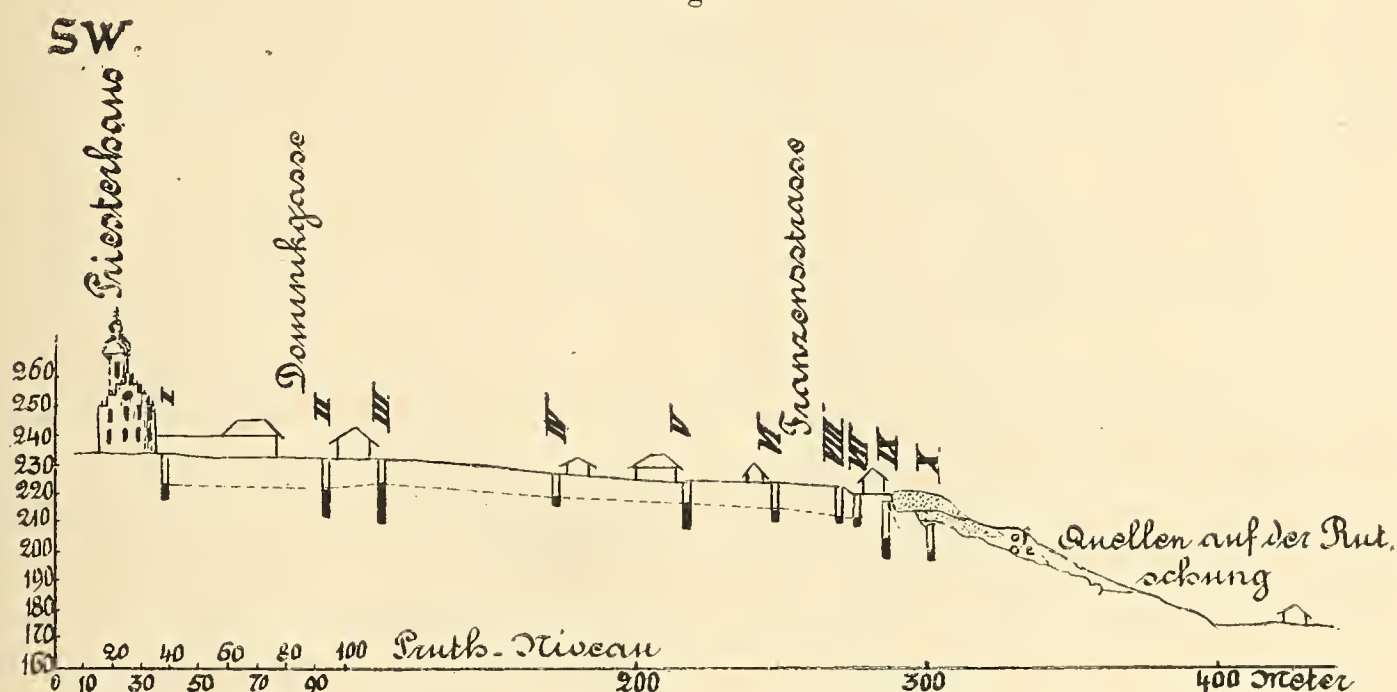 SW.
Priesterhaus
Dominikgasse
Franzensstrasse
I
II
III
IV
V
VI
VIII
VII
IX
X
260
250
240
230
220
210
200
190
180
170
160
Quellen auf der Rut-
schung
20 40 60 80 100 Pruth-Niveau
0 10 30 50 70 90 200 300 400 Meter